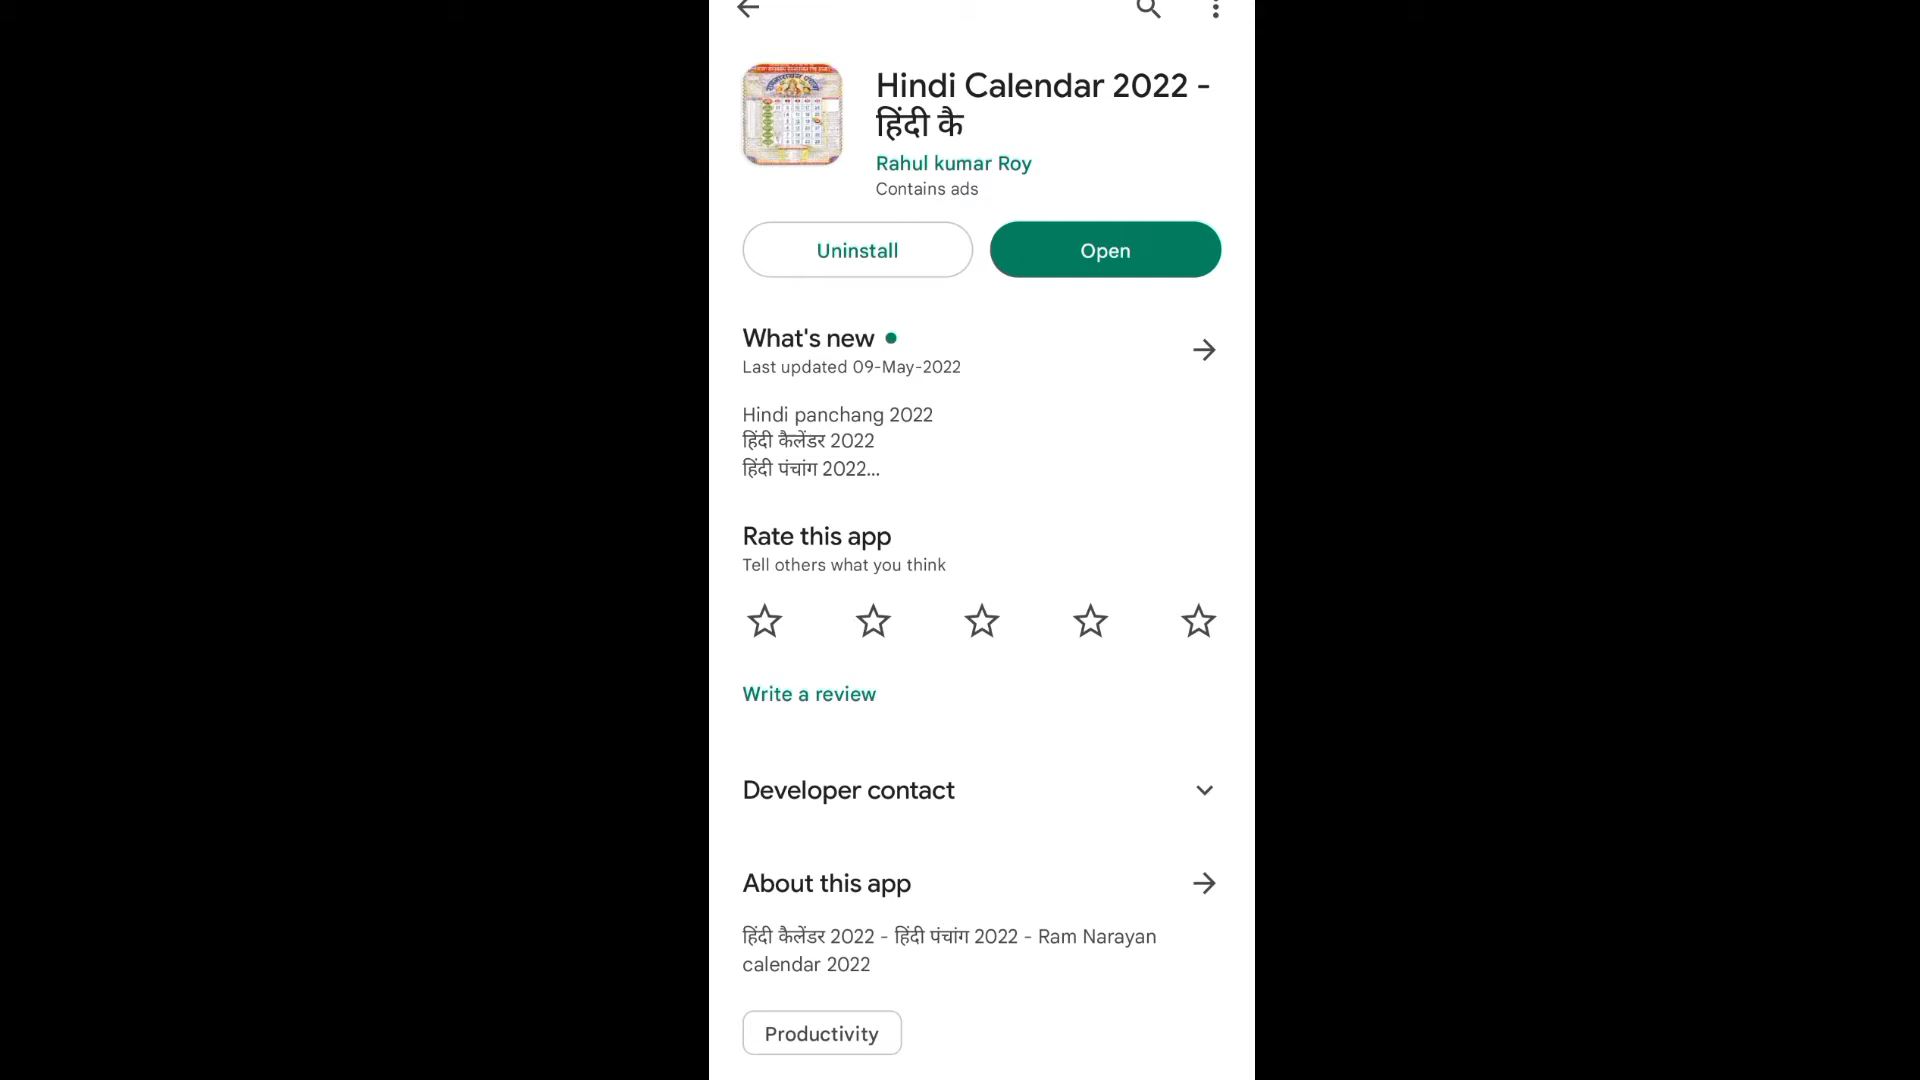 Hindi Calendar 2022 -
हिंदी कै
Rahul kumar Roy
Contains ads
Uninstall
Open
What's new
Last updated 09-May-2022
Hindi panchang 2022
हिंदी कैलेंडर 2022
हिंदी पंचांग 2022...
Rate this app
Tell others what you think
Write a review
Developer contact
About this app
हिंदी कैलेंडर 2022 - हिंदी पंचांग 2022 - Ram Narayan
calendar 2022
Productivity